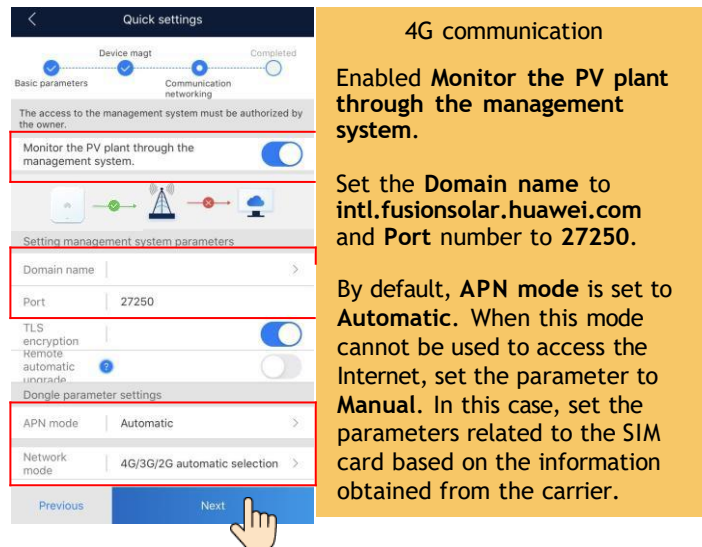 Quick settings
Device magt
Completed
Basic parameters
Communication
networking
The access to the management system must be authorized by
the owner.
Monitor the PV plant through the
management system.
Setting management system parameters
Domain name
Port 27250
TLS
encryption
Remote
automatic
upgrade
Dongle parameter settings
APN mode Automatic
Network
mode
4G/3G/2G automatic selection
Previous
Next
4G communication
Enabled Monitor the PV plant
through the management
system.
Set the Domain name to
intl.fusionsolar.huawei.com
and Port number to 27250.
By default, APN mode is set to
Automatic. When this mode
cannot be used to access the
Internet, set the parameter to
Manual. In this case, set the
parameters related to the SIM
card based on the information
obtained from the carrier.